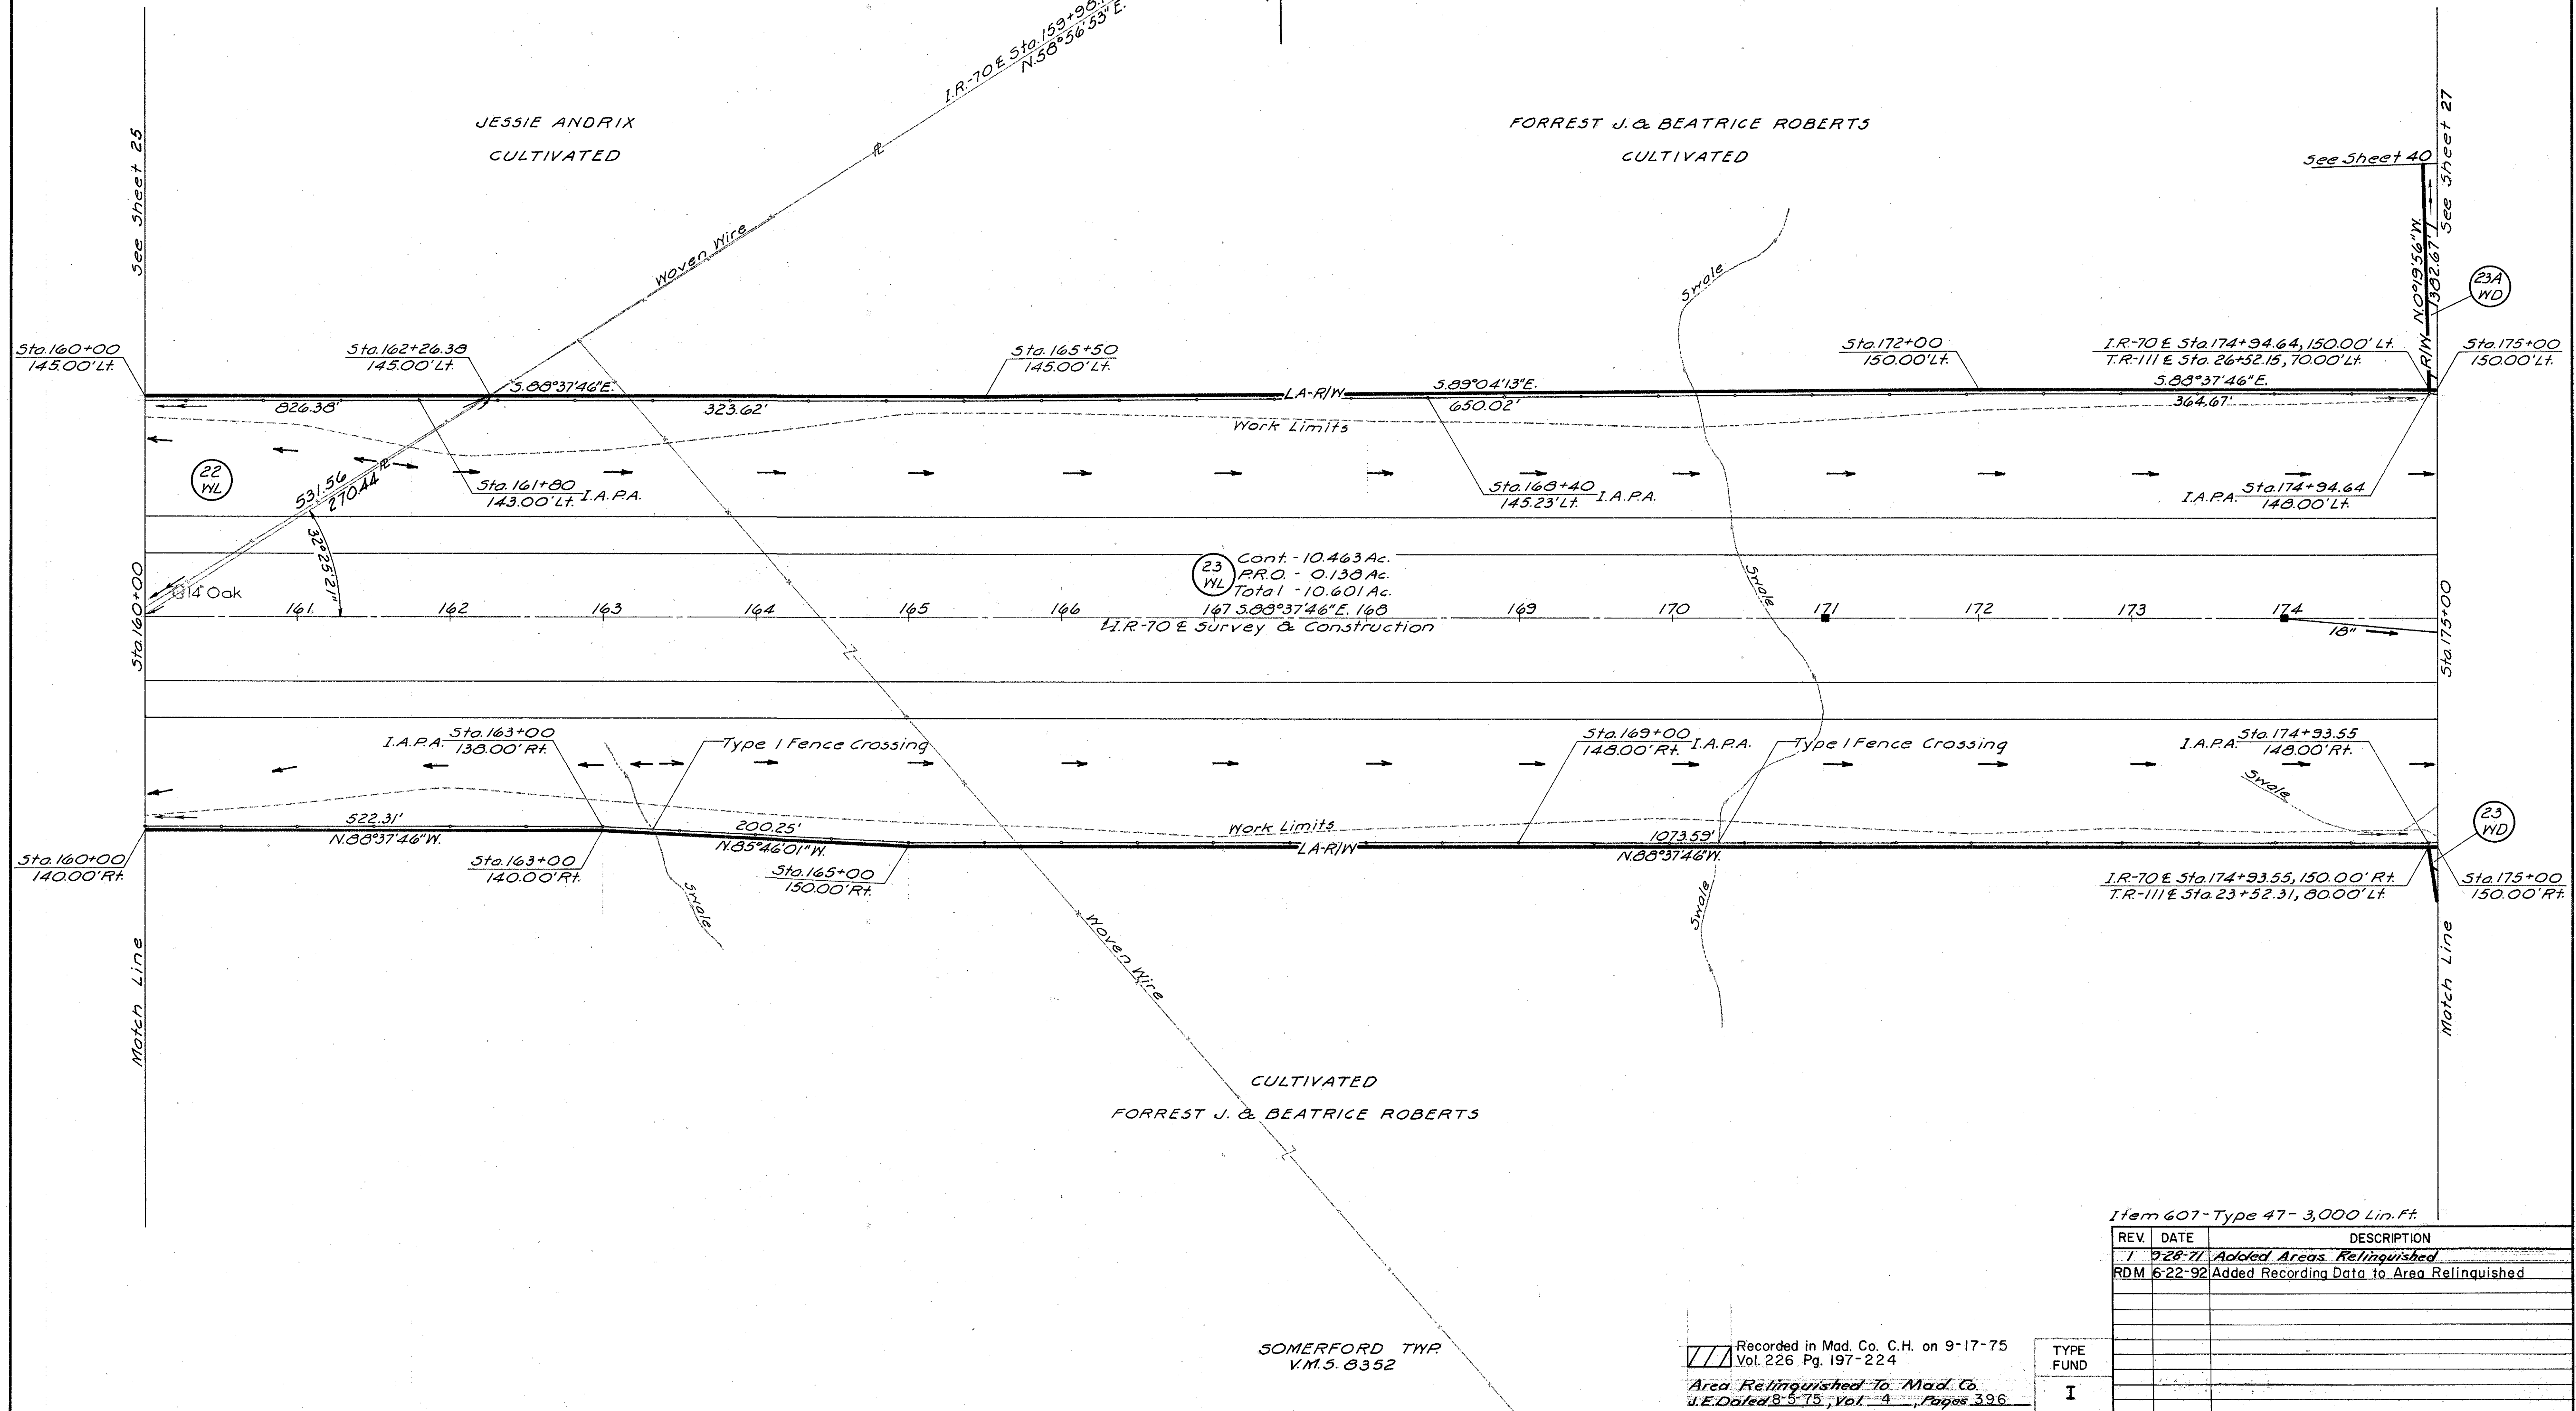 I.R.-70 ℄ Sta. 159+98.
N.58°56'53"E.
JESSIE ANDRIX
CULTIVATED
FORREST J. & BEATRICE ROBERTS
CULTIVATED
See Sheet 25
See Sheet 27
See Sheet 40
N.0°19'56"W.
1382.67'
R/W
23A
WD
℄
Woven Wire
Swale
Sta. 160+00
145.00' Lt.
Sta. 162+26.38
145.00' Lt.
Sta. 165+50
145.00' Lt.
Sta. 172+00
150.00' Lt.
I.R.-70 ℄ Sta. 174+94.64, 150.00' Lt.
T.R.-111 ℄ Sta. 26+52.15, 70.00' Lt.
Sta. 175+00
150.00' Lt.
S.88°37'46"E.
826.38'
323.62'
LA-R/W
S.89°04'13"E.
650.02'
S.88°37'46"E.
364.67'
Work Limits
22
WL
531.56
270.44
℄
Sta. 161+80
143.00' Lt. I.A.P.A.
Sta. 168+40
145.23' Lt. I.A.P.A.
I.A.P.A. Sta. 174+94.64
148.00' Lt.
32°25'21"
14" Oak
23
WL
Cont. - 10.463 Ac.
P.R.O. - 0.138 Ac.
Total - 10.601 Ac.
Swale
Sta. 160+00
161 162 163 164 165 166 167 S.88°37'46"E. 168 169 170 171 172 173 174
I.R.-70 ℄ Survey & Construction
18"
Sta. 175+00
I.A.P.A. Sta. 163+00
138.00' Rt.
Type 1 Fence Crossing
Sta. 169+00
148.00' Rt. I.A.P.A.
Type 1 Fence Crossing
I.A.P.A. Sta. 174+93.55
148.00' Rt.
Swale
23
WD
522.31'
N.88°37'46"W.
200.25'
N.85°46'01"W.
Work Limits
LA-R/W
1073.59'
N.88°37'46"W.
Sta. 160+00
140.00' Rt.
Sta. 163+00
140.00' Rt.
Sta. 165+00
150.00' Rt.
I.R.-70 ℄ Sta. 174+93.55, 150.00' Rt.
T.R.-111 ℄ Sta. 23+52.31, 80.00' Lt.
Sta. 175+00
150.00' Rt.
Swale
Swale
Woven Wire
Match Line
Match Line
CULTIVATED
FORREST J. & BEATRICE ROBERTS
SOMERFORD TWP.
V.M.S. 8352
Item 607 - Type 47 - 3,000 Lin. Ft.
REV. DATE DESCRIPTION
1 9-28-71 Added Areas Relinquished
RDM 6-22-92 Added Recording Data to Area Relinquished
Recorded in Mad. Co. C.H. on 9-17-75
Vol. 226 Pg. 197-224
Area Relinquished To Mad. Co.
J.E. Dated 8-5-75, Vol. 4, Pages 396
TYPE
FUND
I